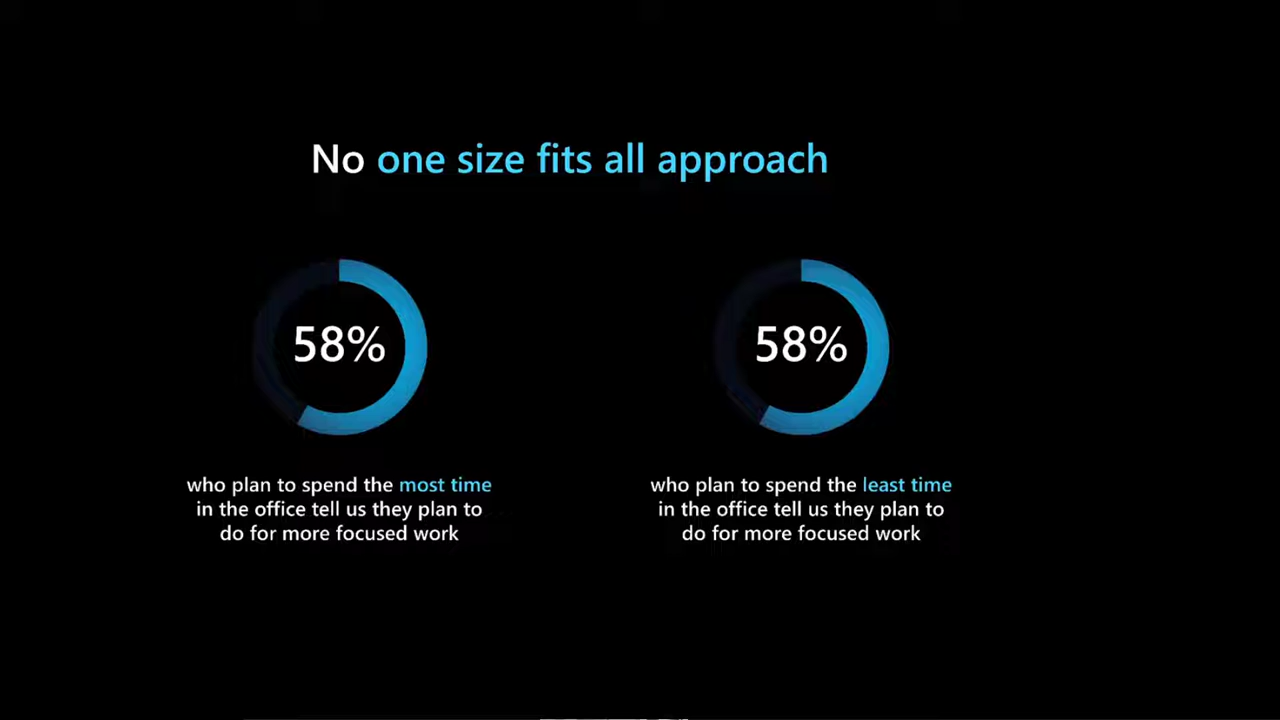 No one size fits all approach
58%
58%
who plan to spend the most time
in the office tell us they plan to
do for more focused work
who plan to spend the least time
in the office tell us they plan to
do for more focused work